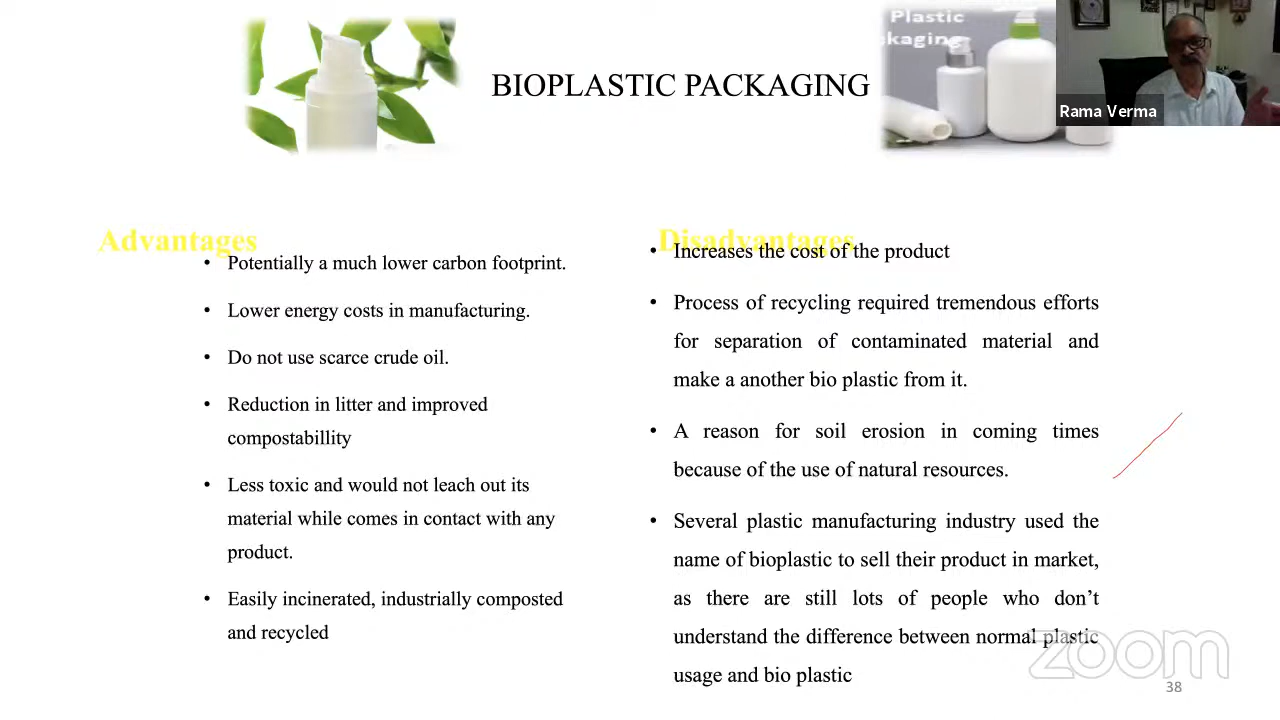 Plastic
ckaging
BIOPLASTIC PACKAGING
Rama Verma
Advantages
• Potentially a much lower carbon footprint.
• Lower energy costs in manufacturing.
• Do not use scarce crude oil.
• Reduction in litter and improved
compostabillity
• Less toxic and would not leach out its
material while comes in contact with any
product.
• Easily incinerated, industrially composted
and recycled
Disadvantages
• Increases the cost of the product
• Process of recycling required tremendous efforts
for separation of contaminated material and
make a another bio plastic from it.
• A reason for soil erosion in coming times
because of the use of natural resources.
• Several plastic manufacturing industry used the
name of bioplastic to sell their product in market,
as there are still lots of people who don’t
understand the difference between normal plastic
usage and bio plastic
zoom
38